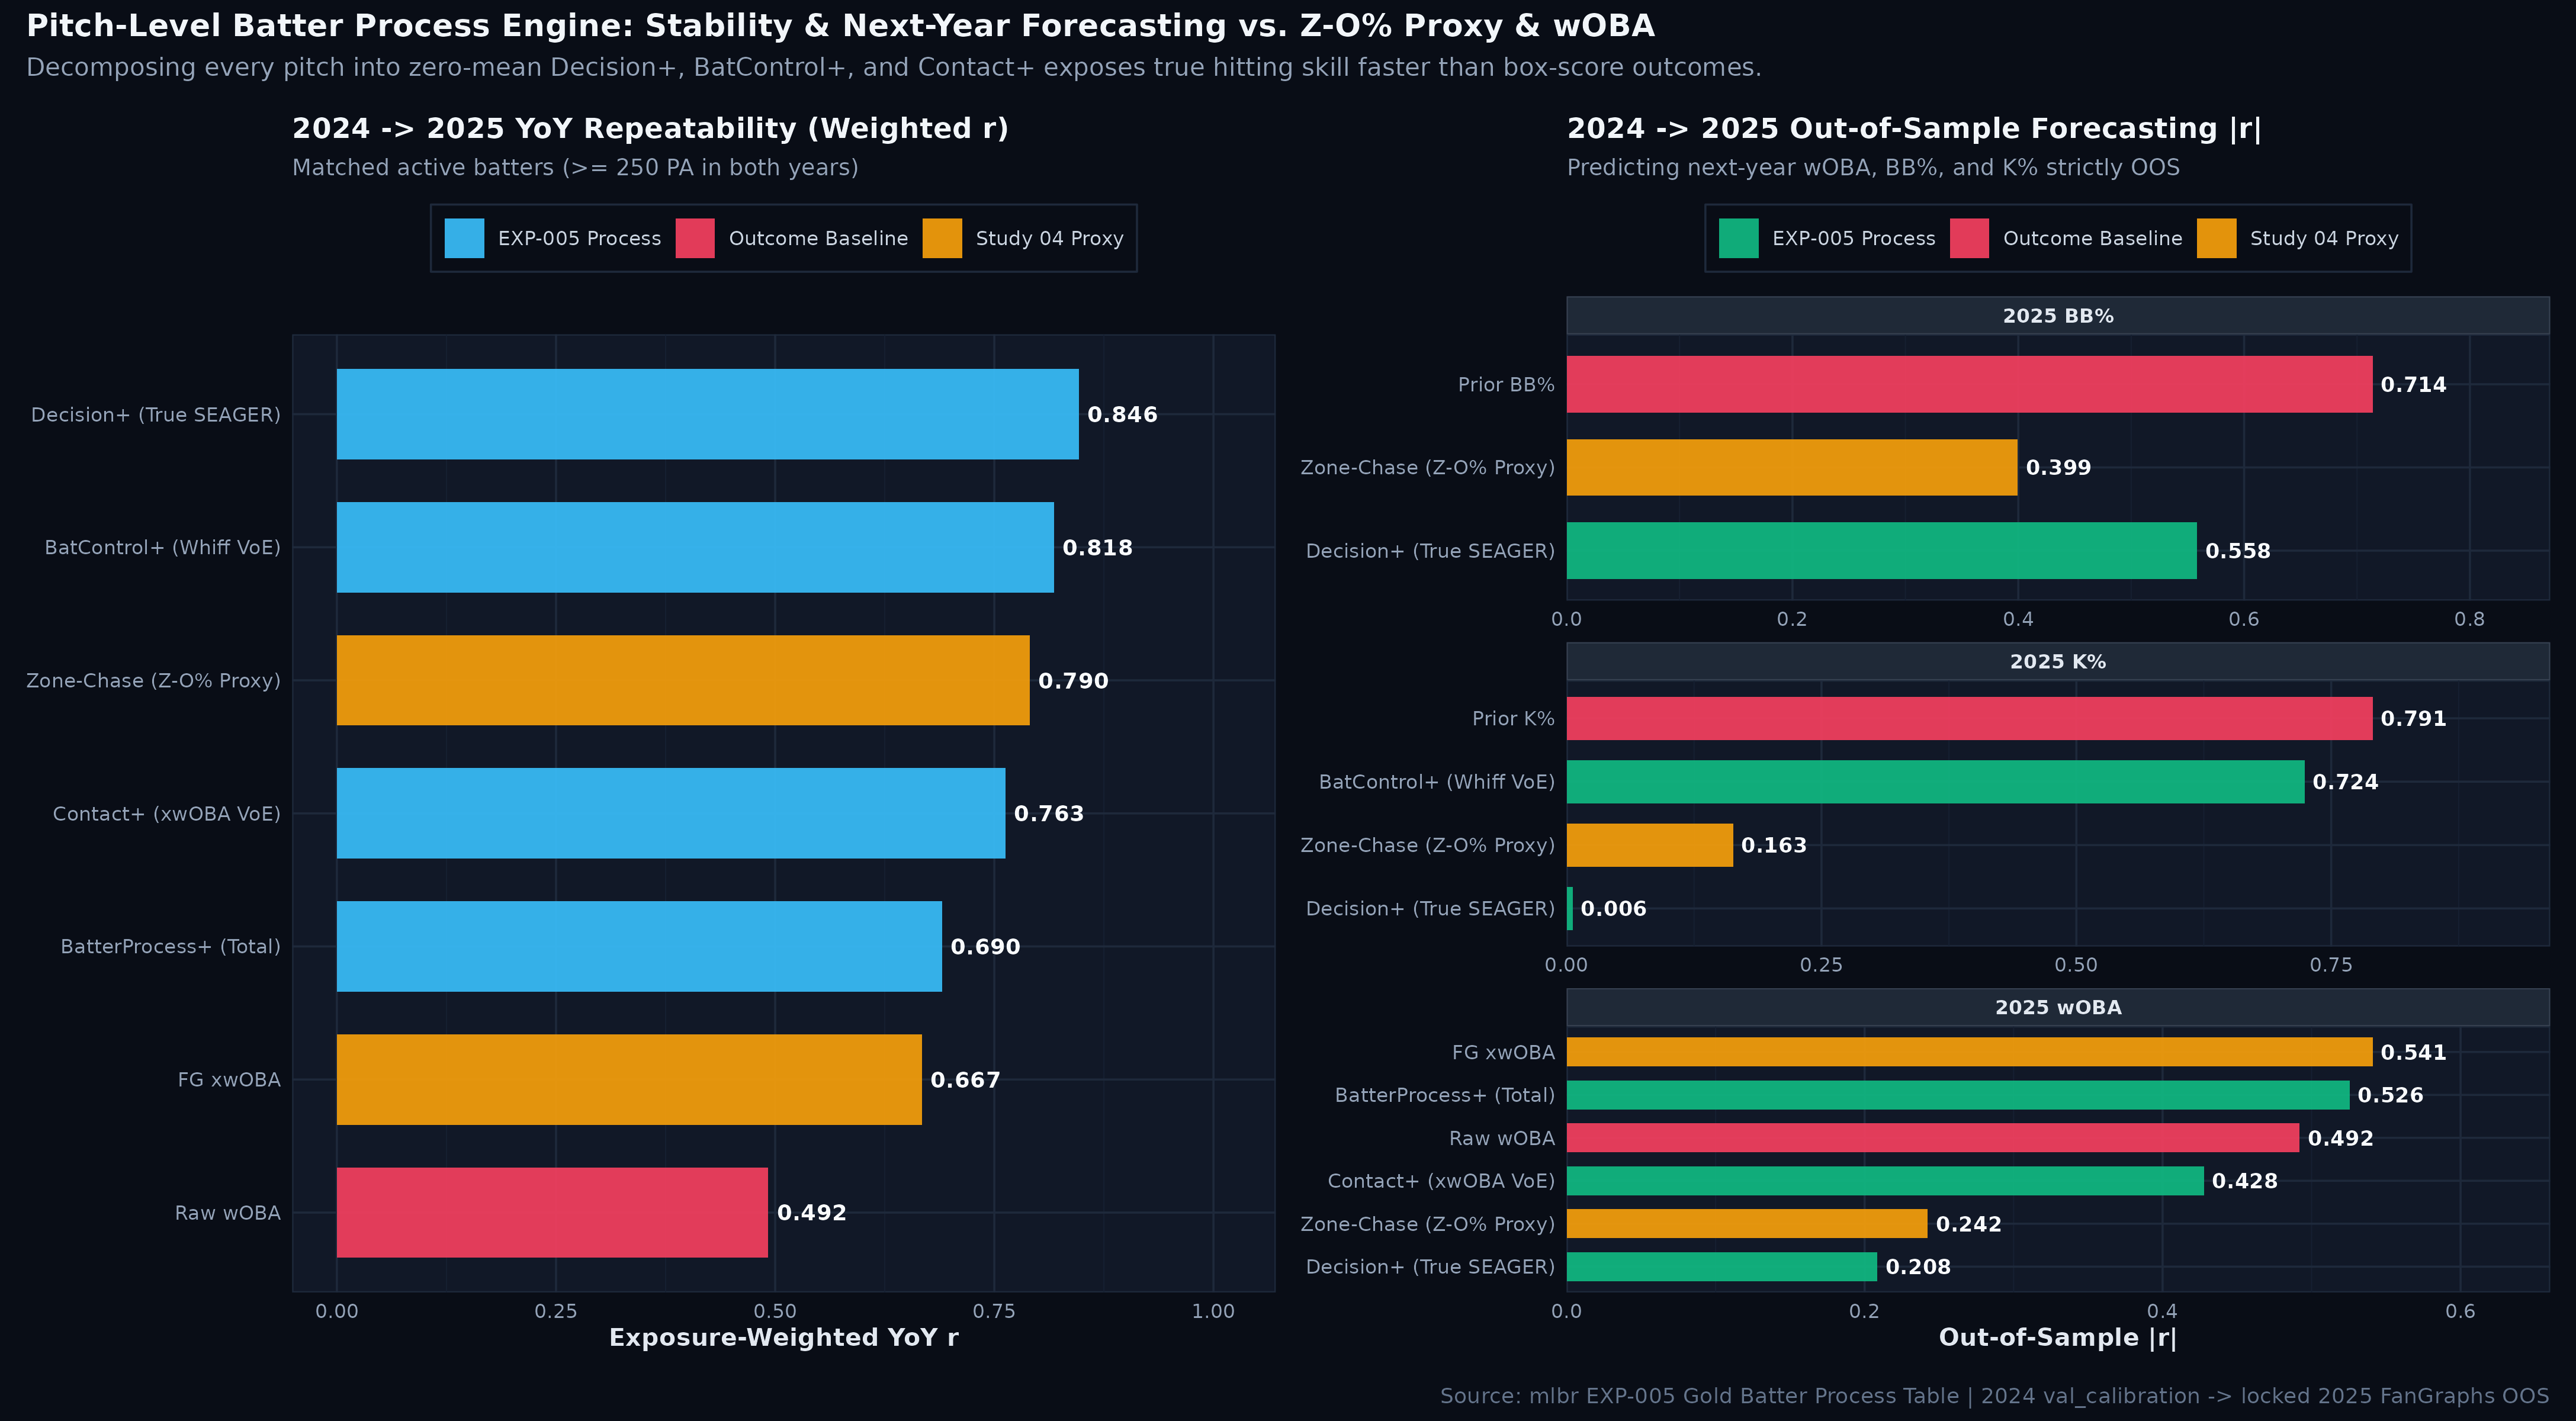 Pitch-Level Batter Process Engine: Stability & Next-Year Forecasting vs. Z-O% Proxy & wOBA
Decomposing every pitch into zero-mean Decision+, BatControl+, and Contact+ exposes true hitting skill faster than box-score outcomes.
2024 -> 2025 YoY Repeatability (Weighted r)
Matched active batters (>= 250 PA in both years)
EXP-005 Process
Outcome Baseline
Study 04 Proxy
Decision+ (True SEAGER)
0.846
BatControl+ (Whiff VoE)
0.818
Zone-Chase (Z-O% Proxy)
0.790
Contact+ (xwOBA VoE)
0.763
BatterProcess+ (Total)
0.690
FG xwOBA
0.667
Raw wOBA
0.492
0.00
0.25
0.50
0.75
1.00
Exposure-Weighted YoY r
2024 -> 2025 Out-of-Sample Forecasting |r|
Predicting next-year wOBA, BB%, and K% strictly OOS
EXP-005 Process
Outcome Baseline
Study 04 Proxy
2025 BB%
Prior BB%
0.714
Zone-Chase (Z-O% Proxy)
0.399
Decision+ (True SEAGER)
0.558
0.0
0.2
0.4
0.6
0.8
2025 K%
Prior K%
0.791
BatControl+ (Whiff VoE)
0.724
Zone-Chase (Z-O% Proxy)
0.163
Decision+ (True SEAGER)
0.006
0.00
0.25
0.50
0.75
2025 wOBA
FG xwOBA
0.541
BatterProcess+ (Total)
0.526
Raw wOBA
0.492
Contact+ (xwOBA VoE)
0.428
Zone-Chase (Z-O% Proxy)
0.242
Decision+ (True SEAGER)
0.208
0.0
0.2
0.4
0.6
Out-of-Sample |r|
Source: mlbr EXP-005 Gold Batter Process Table | 2024 val_calibration -> locked 2025 FanGraphs OOS